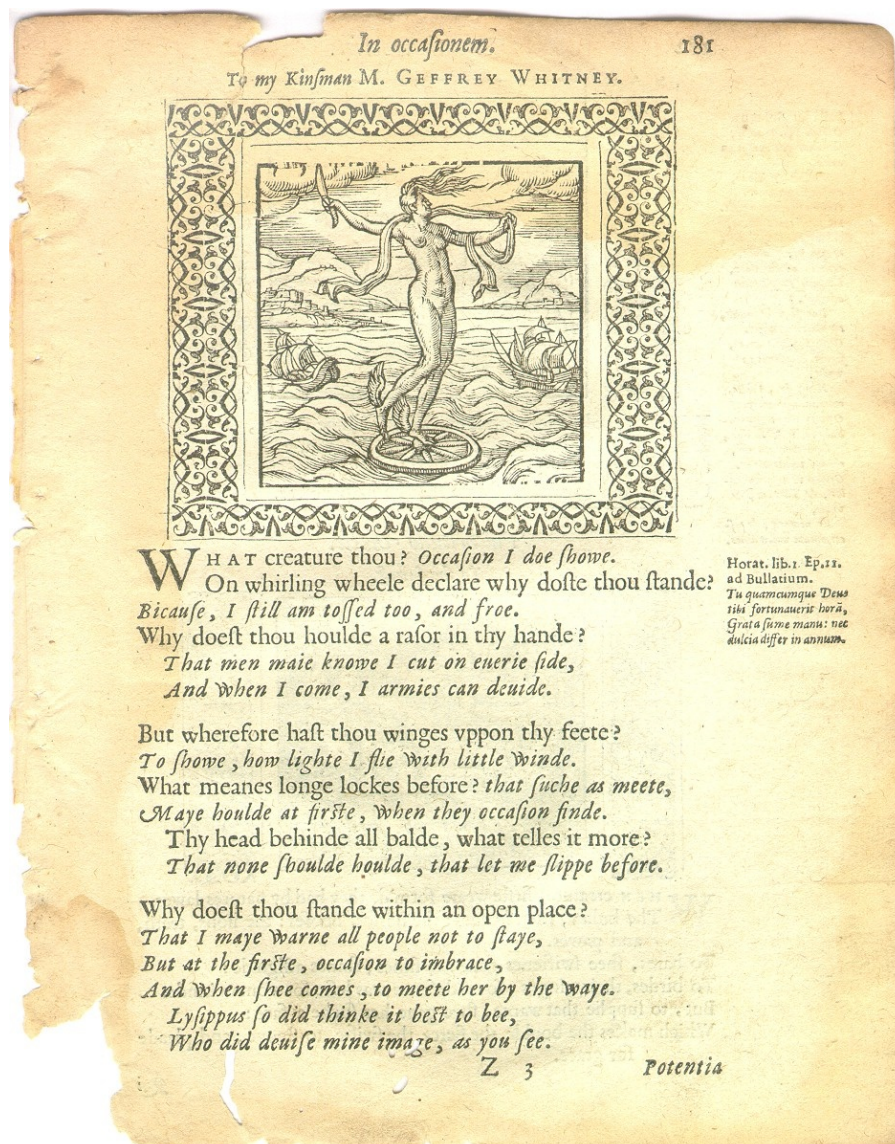 In occaſionem. 181
To my Kinſman M. GEFFREY WHITNEY.
WHAT creature thou? Occaſion I doe ſhowe.
On whirling wheele declare why doſte thou ſtande?
Bicauſe, I ſtill am toſſed too, and froe.
Why doeſt thou houlde a raſor in thy hande?
That men maie knowe I cut on euerie ſide,
And when I come, I armies can deuide.
But wherefore haſt thou winges vppon thy feete?
To ſhowe, how lighte I flie with little winde.
What meanes longe lockes before? that ſuche as meete,
Maye houlde at firſte, when they occaſion finde.
Thy head behinde all balde, what telles it more?
That none ſhoulde houlde, that let me ſlippe before.
Why doeſt thou ſtande within an open place?
That I maye warne all people not to ſtaye,
But at the firſte, occaſion to imbrace,
And when ſhee comes, to meete her by the waye.
Lyſippus ſo did thinke it beſt to bee,
Who did deuiſe mine image, as you ſee.
Horat. lib.1. Ep.11.
ad Bullatium.
Tu quamcumque Deus
tibi fortunauerit horā,
Grata ſume manu: nec
dulcia differ in annum.
Z 3 Potentia